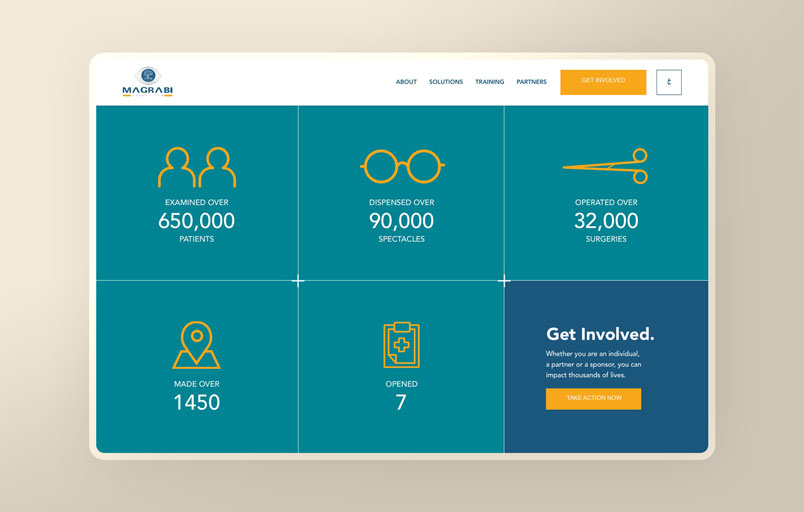 MAGRABI
ABOUT
SOLUTIONS
TRAINING
PARTNERS
GET INVOLVED
ع
EXAMINED OVER
650,000
PATIENTS
DISPENSED OVER
90,000
SPECTACLES
OPERATED OVER
32,000
SURGERIES
MADE OVER
1450
OPENED
7
Get Involved.
Whether you are an individual,
a partner or a sponsor, you can
impact thousands of lives.
TAKE ACTION NOW